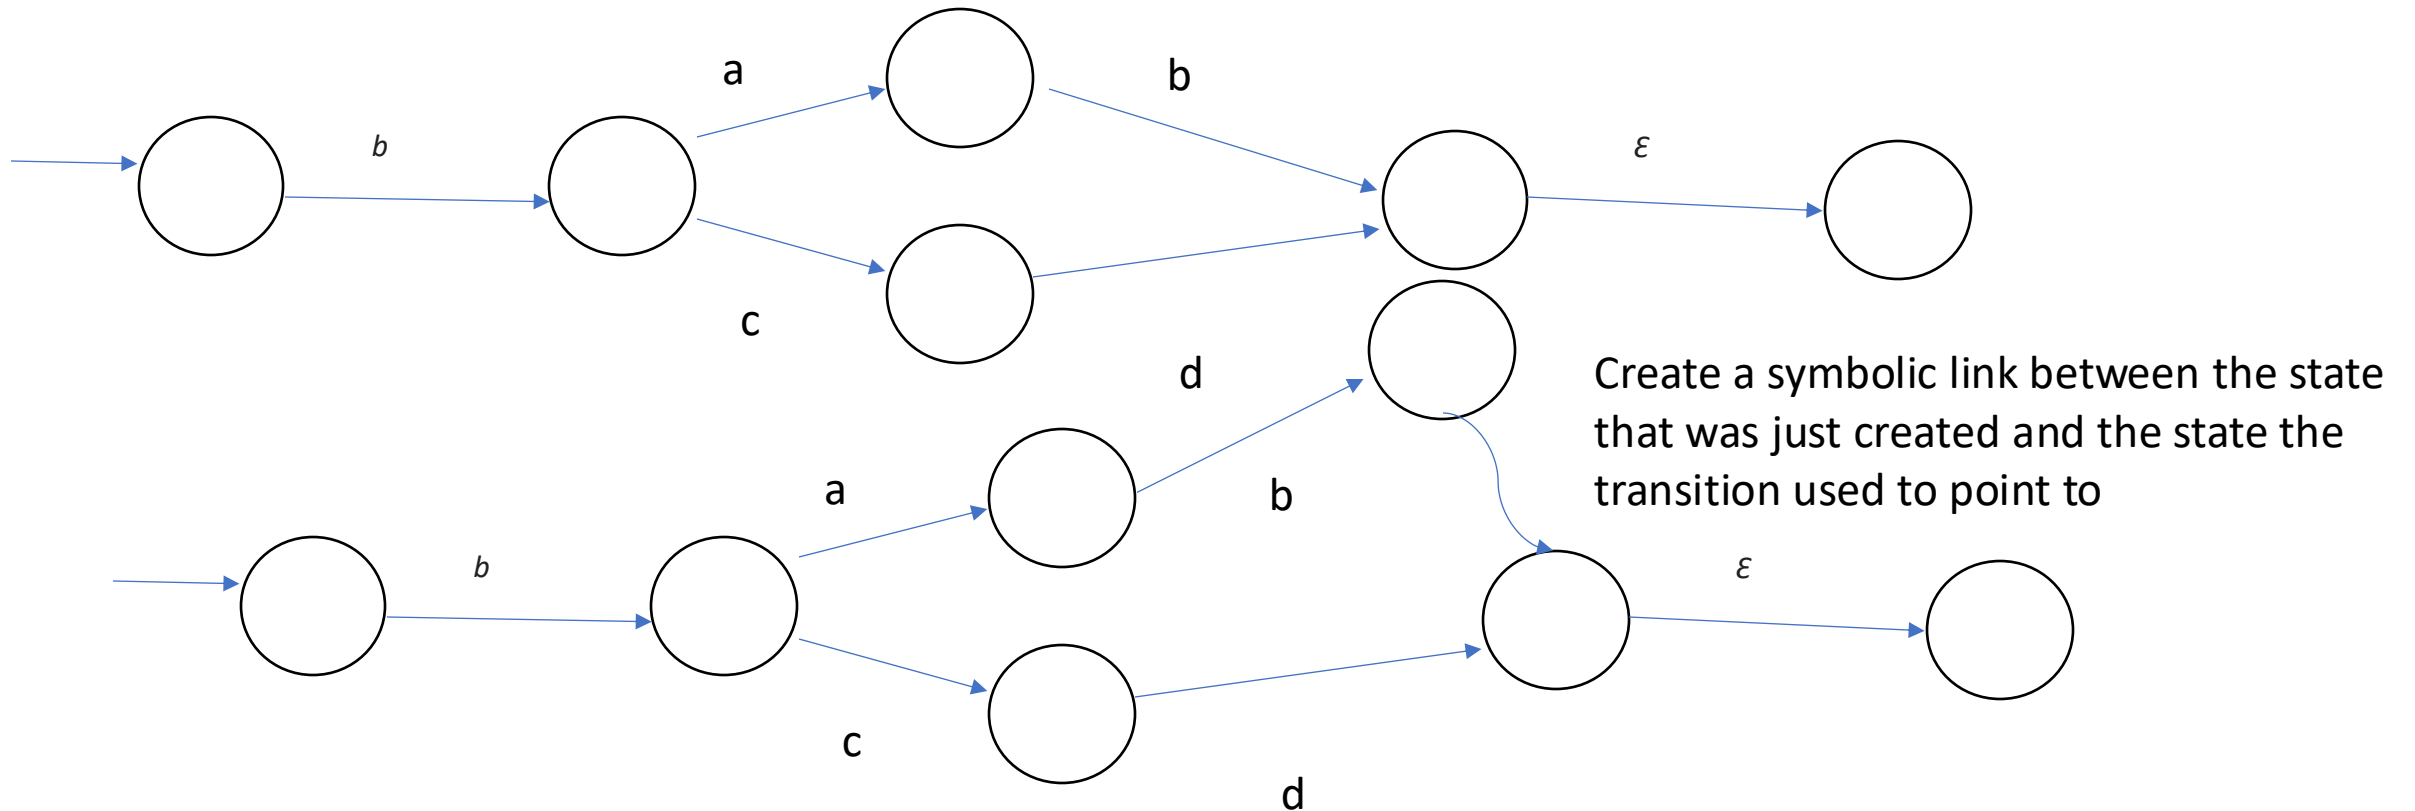 a
b
b
ε
c
d
Create a symbolic link between the state
that was just created and the state the
transition used to point to
a
b
b
ε
c
d